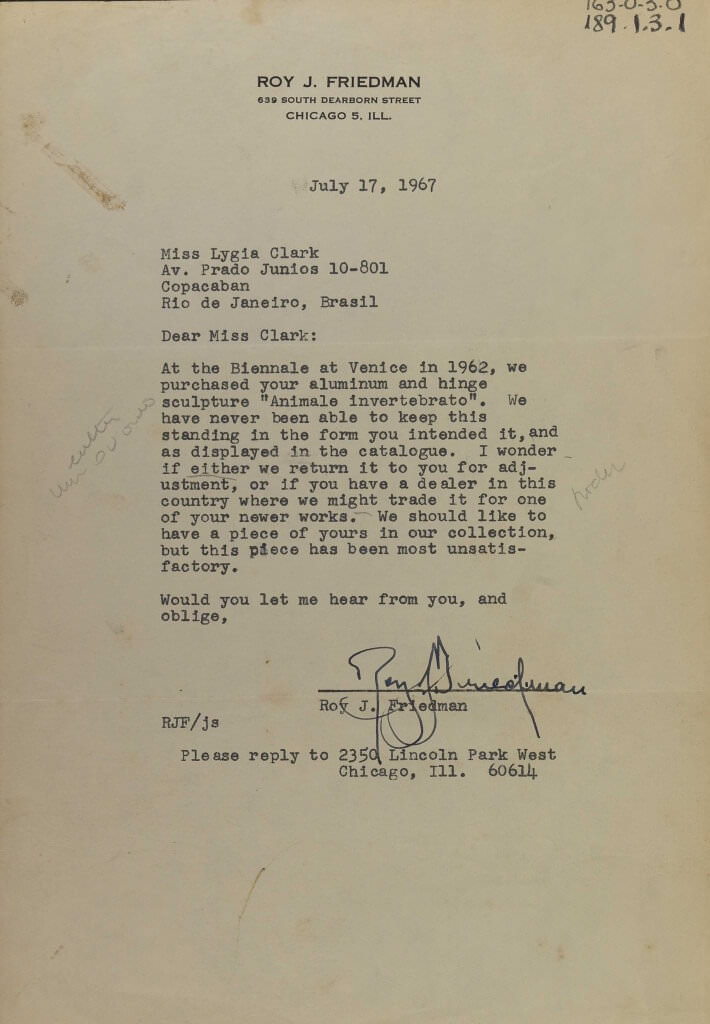 163-0-3.0
189.1.3.1
ROY J. FRIEDMAN
639 SOUTH DEARBORN STREET
CHICAGO 5, ILL.
July 17, 1967
Miss Lygia Clark
Av. Prado Junios 10-801
Copacaban
Rio de Janeiro, Brasil
Dear Miss Clark:
At the Biennale at Venice in 1962, we
purchased your aluminum and hinge
sculpture "Animale invertebrato". We
have never been able to keep this
standing in the form you intended it, and
as displayed in the catalogue. I wonder
if either we return it to you for adj-
ustment, or if you have a dealer in this
country where we might trade it for one
of your newer works. We should like to
have a piece of yours in our collection,
but this piece has been most unsatis-
factory.
Would you let me hear from you, and
oblige,
Roy J. Friedman
Roy J. Friedman
RJF/js
Please reply to 2350 Lincoln Park West
Chicago, Ill. 60614